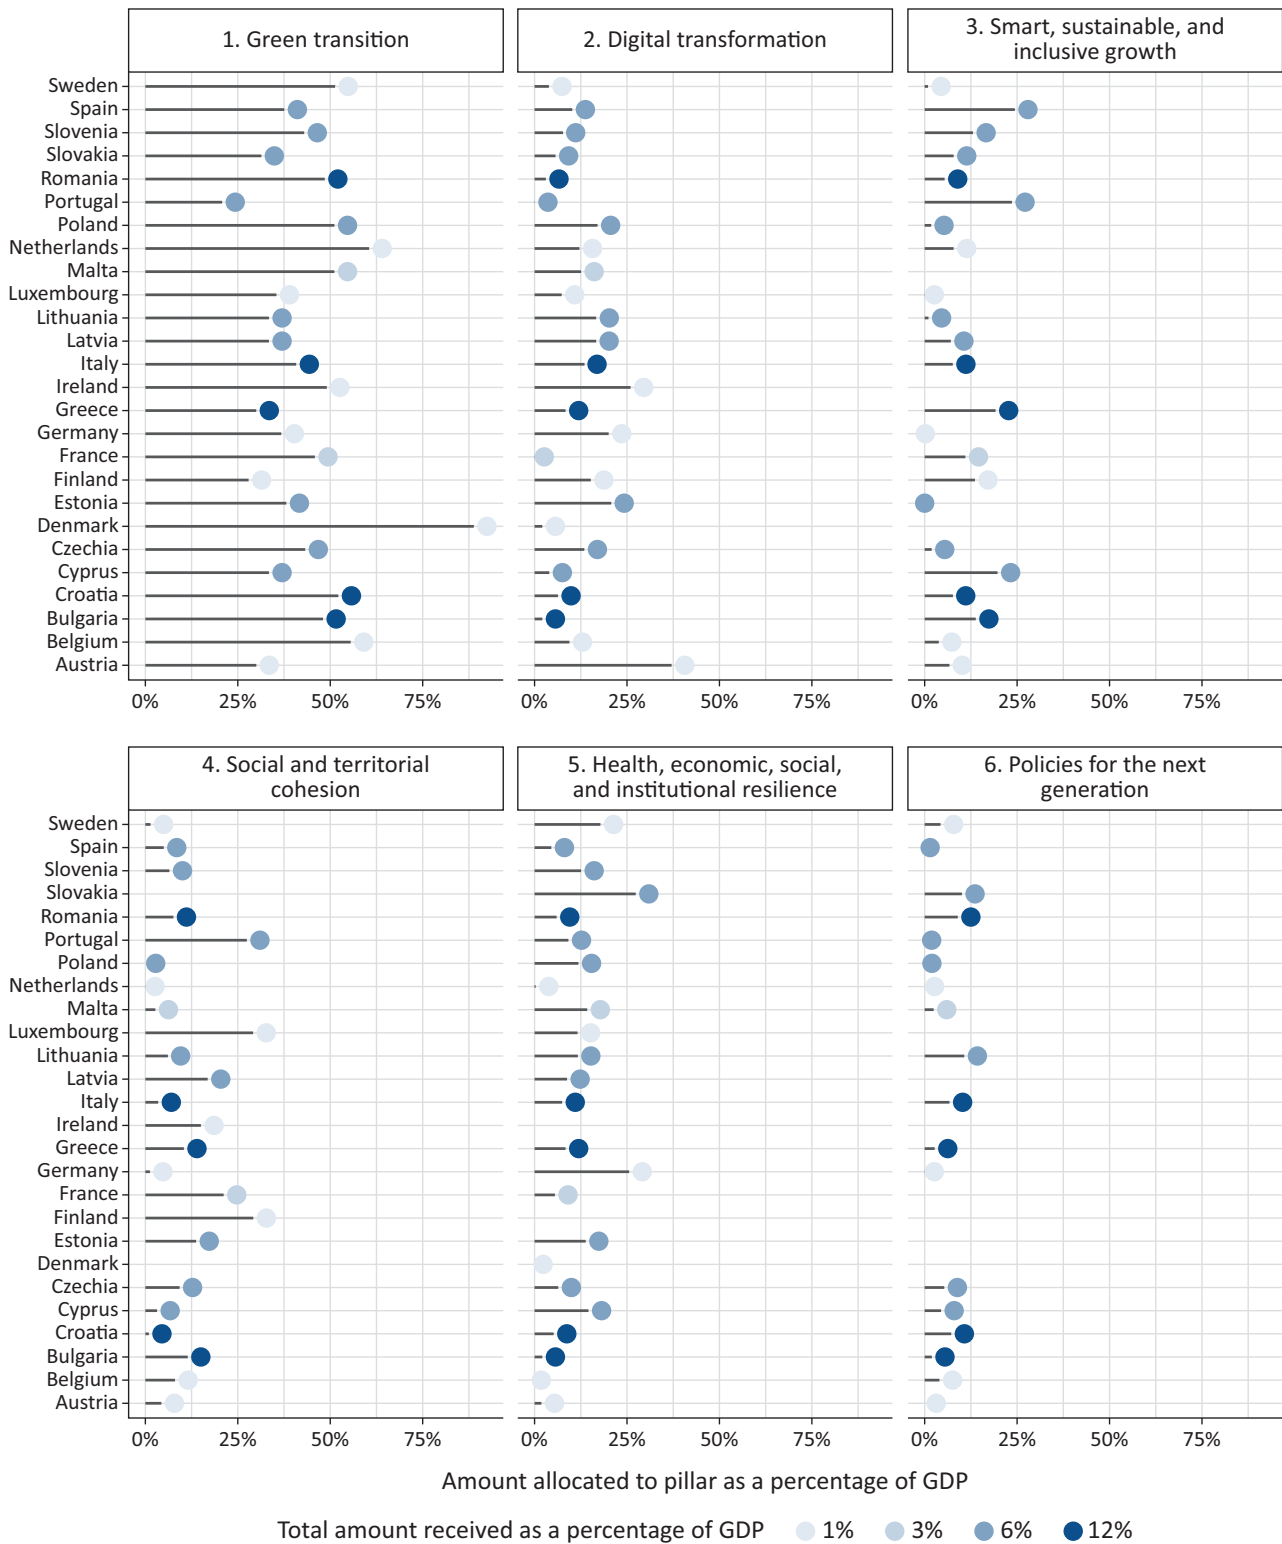 1. Green transition
2. Digital transformation
3. Smart, sustainable, and
inclusive growth
Sweden
Spain
Slovenia
Slovakia
Romania
Portugal
Poland
Netherlands
Malta
Luxembourg
Lithuania
Latvia
Italy
Ireland
Greece
Germany
France
Finland
Estonia
Denmark
Czechia
Cyprus
Croatia
Bulgaria
Belgium
Austria
0% 25% 50% 75% 0% 25% 50% 75% 0% 25% 50% 75%
4. Social and territorial
cohesion
5. Health, economic, social,
and institutional resilience
6. Policies for the next
generation
Sweden
Spain
Slovenia
Slovakia
Romania
Portugal
Poland
Netherlands
Malta
Luxembourg
Lithuania
Latvia
Italy
Ireland
Greece
Germany
France
Finland
Estonia
Denmark
Czechia
Cyprus
Croatia
Bulgaria
Belgium
Austria
0% 25% 50% 75% 0% 25% 50% 75% 0% 25% 50% 75%
Amount allocated to pillar as a percentage of GDP
Total amount received as a percentage of GDP 1% 3% 6% 12%